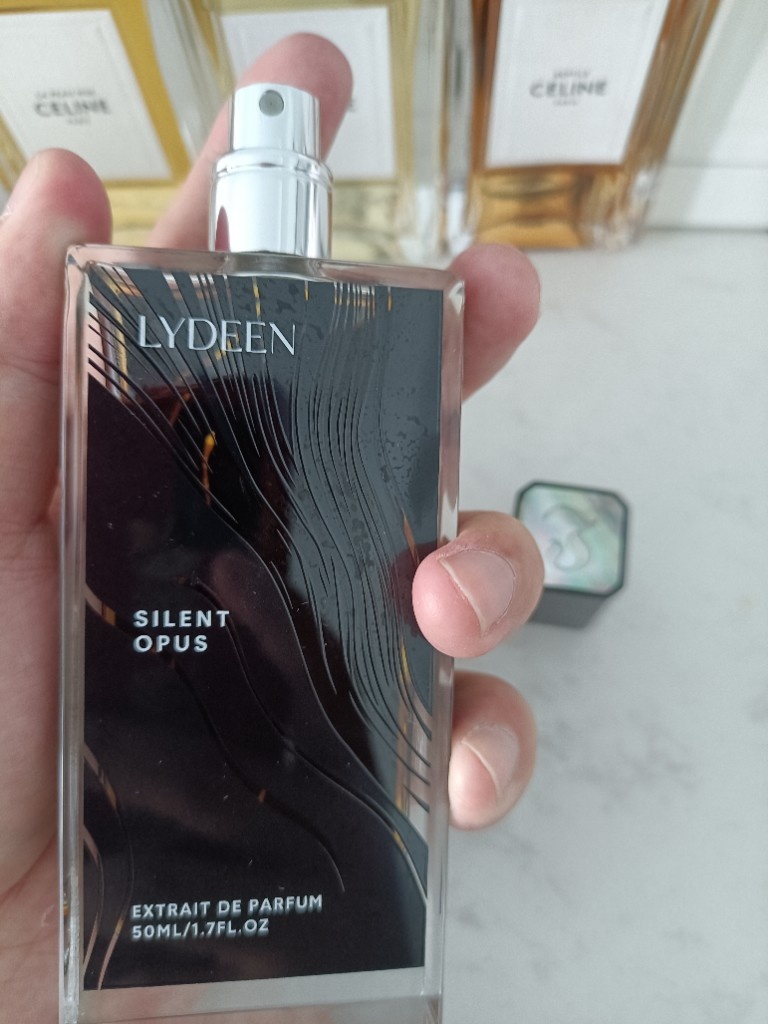 CELINE
CELINE
LYDEEN
SILENT
OPUS
EXTRAIT DE PARFUM
50ML/1.7FL.OZ